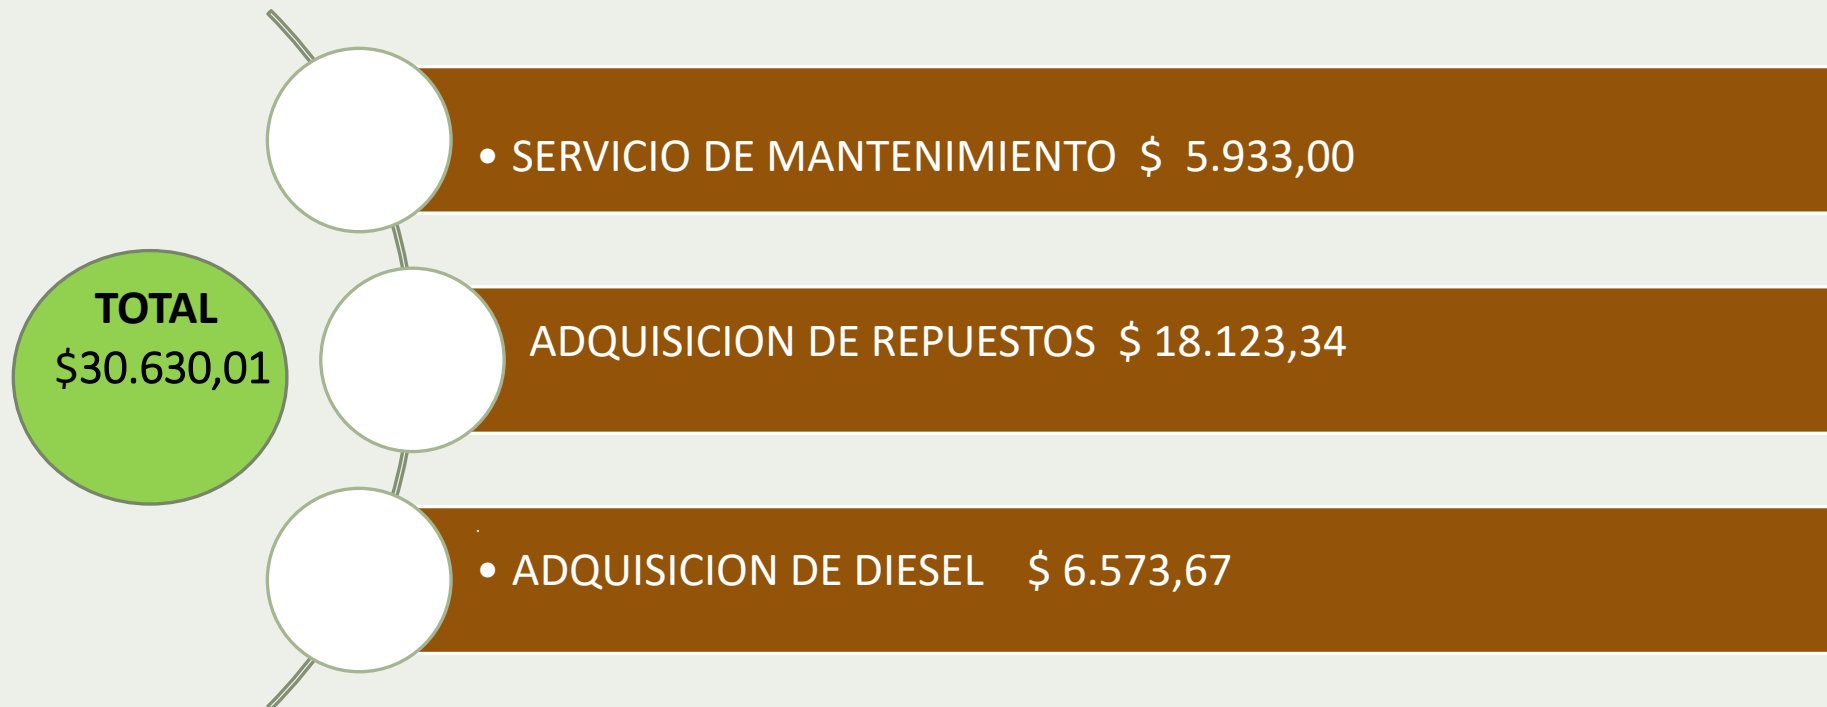 TOTAL
$30.630,01
• SERVICIO DE MANTENIMIENTO $ 5.933,00
ADQUISICION DE REPUESTOS $ 18.123,34
• ADQUISICION DE DIESEL $ 6.573,67